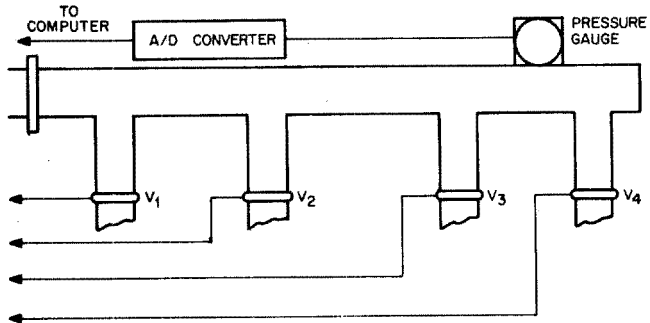 TO
COMPUTER
A/D CONVERTER
PRESSURE
GAUGE
V1
V2
V3
V4